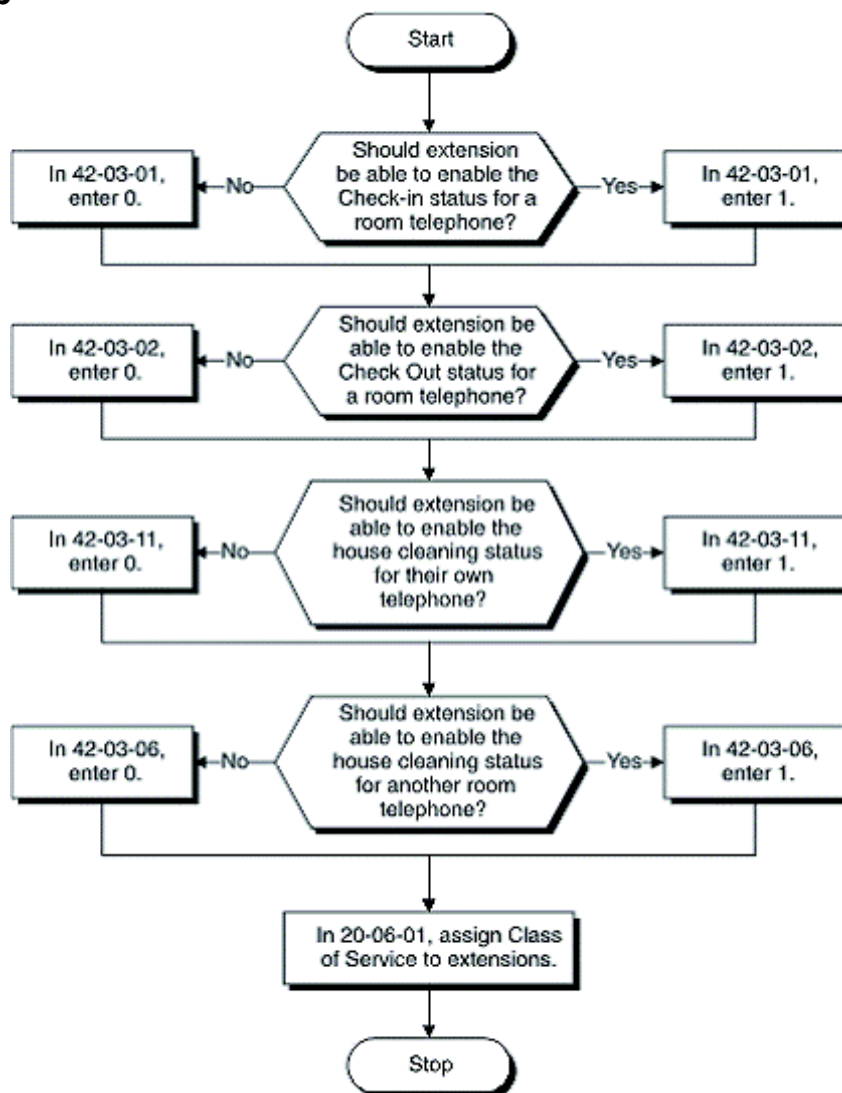 Start
Should extension
be able to enable the
Check-in status for a
room telephone?
In 42-03-01,
enter 0.
No
Yes
In 42-03-01,
enter 1.
Should extension be
able to enable the
Check Out status for
a room telephone?
In 42-03-02,
enter 0.
No
Yes
In 42-03-02,
enter 1.
Should extension be
able to enable the
house cleaning status
for their own
telephone?
In 42-03-11,
enter 0.
No
Yes
In 42-03-11,
enter 1.
Should extension be
able to enable the
house cleaning status
for another room
telephone?
In 42-03-06,
enter 0.
No
Yes
In 42-03-06,
enter 1.
In 20-06-01, assign Class
of Service to extensions.
Stop